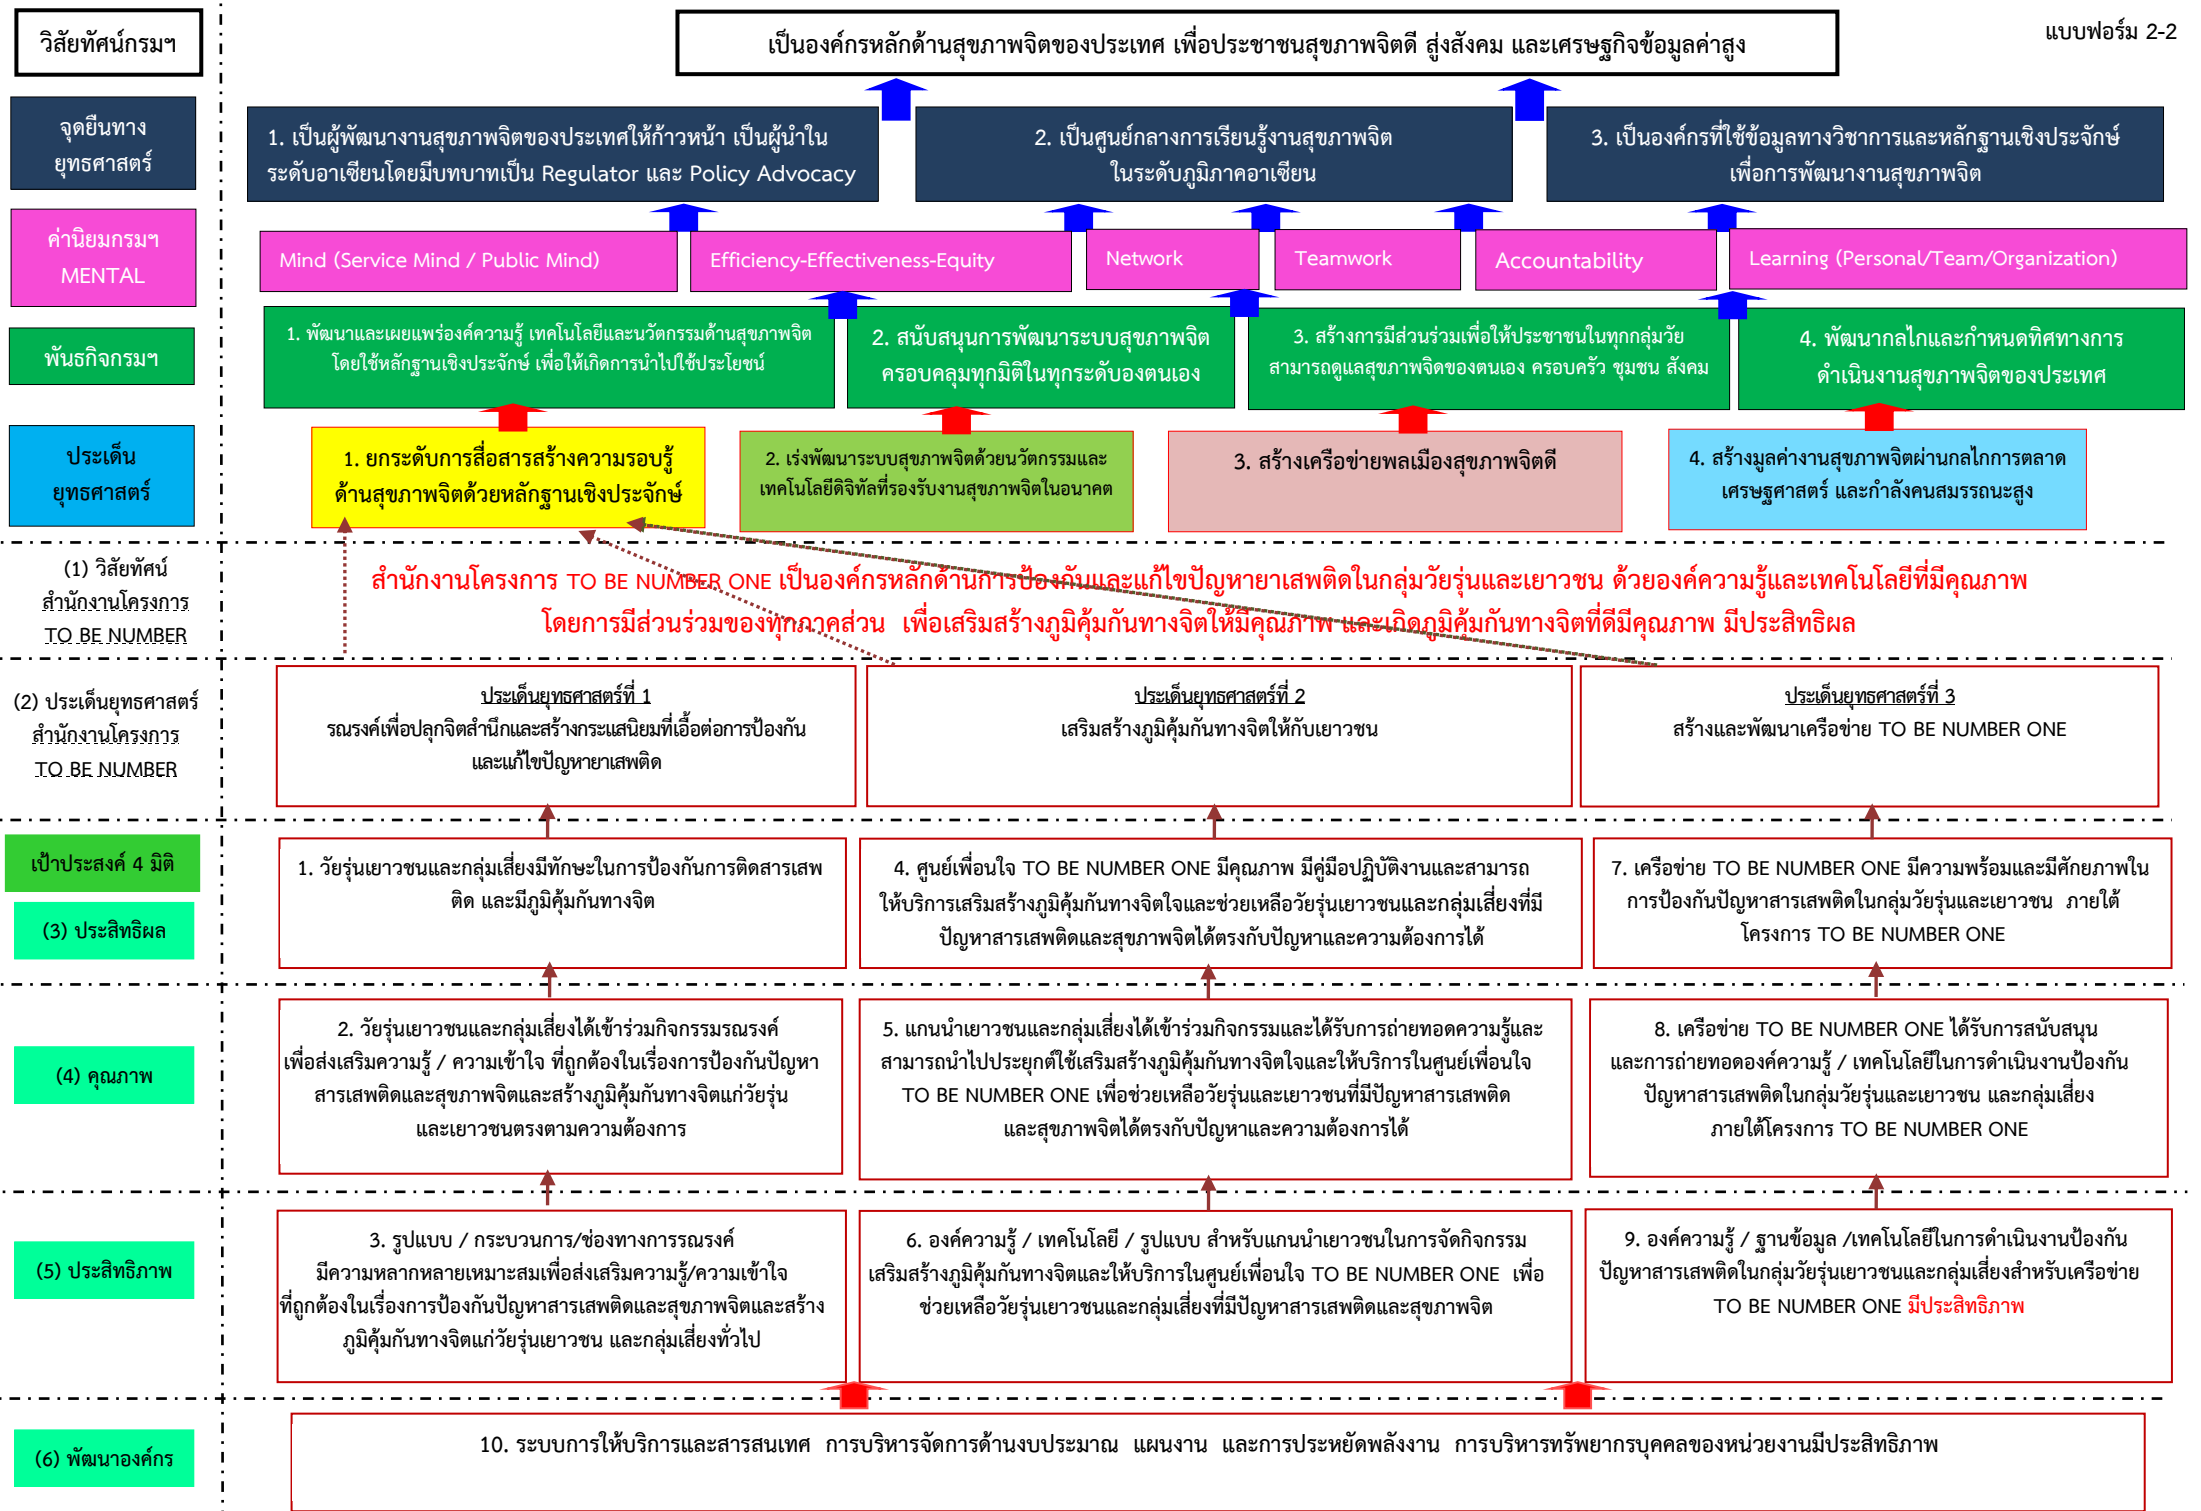 วิสัยทัศน์กรมฯ
เป็นองค์กรหลักด้านสุขภาพจิตของประเทศ เพื่อประชาชนสุขภาพจิตดี สู่งสังคม และเศรษฐกิจข้อมูลค่าสูง
แบบฟอร์ม 2-2
จุดยืนทาง
ยุทธศาสตร์
1. เป็นผู้พัฒนางานสุขภาพจิตของประเทศให้ก้าวหน้า เป็นผู้นำใน
ระดับอาเซียนโดยมีบทบาทเป็น Regulator และ Policy Advocacy
2. เป็นศูนย์กลางการเรียนรู้งานสุขภาพจิต
ในระดับภูมิภาคอาเซียน
3. เป็นองค์กรที่ใช้ข้อมูลทางวิชาการและหลักฐานเชิงประจักษ์
เพื่อการพัฒนางานสุขภาพจิต
ค่านิยมกรมฯ
MENTAL
Mind (Service Mind / Public Mind)
Efficiency-Effectiveness-Equity
Network
Teamwork
Accountability
Learning (Personal/Team/Organization)
พันธกิจกรมฯ
1. พัฒนาและเผยแพร่องค์ความรู้ เทคโนโลยีและนวัตกรรมด้านสุขภาพจิต
โดยใช้หลักฐานเชิงประจักษ์ เพื่อให้เกิดการนำไปใช้ประโยชน์
2. สนับสนุนการพัฒนาระบบสุขภาพจิต
ครอบคลุมทุกมิติในทุกระดับองตนเอง
3. สร้างการมีส่วนร่วมเพื่อให้ประชาชนในทุกกลุ่มวัย
สามารถดูแลสุขภาพจิดของตนเอง ครอบครัว ชุมชน สังคม
4. พัฒนากลไกและกำหนดทิศทางการ
ดำเนินงานสุขภาพจิตของประเทศ
ประเด็น
ยุทธศาสตร์
1. ยกระดับการสื่อสารสร้างความรอบรู้
ด้านสุขภาพจิตด้วยหลักฐานเชิงประจักษ์
2. เร่งพัฒนาระบบสุขภาพจิตด้วยนวัตกรรมและ
เทคโนโลยีดิจิทัลที่รองรับงานสุขภาพจิตในอนาคต
3. สร้างเครือข่ายพลเมืองสุขภาพจิตดี
4. สร้างมูลค่างานสุขภาพจิตผ่านกลไกการตลาด
เศรษฐศาสตร์ และกำลังคนสมรรถนะสูง
(1) วิสัยทัศน์
สำนักงานโครงการ
TO BE NUMBER
สำนักงานโครงการ TO BE NUMBER ONE เป็นองค์กรหลักด้านการป้องกันและแก้ไขปัญหายาเสพติดในกลุ่มวัยรุ่นและเยาวชน ด้วยองค์ความรู้และเทคโนโลยีที่มีคุณภาพ
โดยการมีส่วนร่วมของทุกภาคส่วน เพื่อเสริมสร้างภูมิคุ้มกันทางจิตให้มีคุณภาพ และเกิดภูมิคุ้มกันทางจิตที่ดีมีคุณภาพ มีประสิทธิผล
(2) ประเด็นยุทธศาสตร์
สำนักงานโครงการ
TO BE NUMBER
ประเด็นยุทธศาสตร์ที่ 1
รณรงค์เพื่อปลุกจิตสำนึกและสร้างกระแสนิยมที่เอื้อต่อการป้องกัน
และแก้ไขปัญหายาเสพติด
ประเด็นยุทธศาสตร์ที่ 2
เสริมสร้างภูมิคุ้มกันทางจิตให้กับเยาวชน
ประเด็นยุทธศาสตร์ที่ 3
สร้างและพัฒนาเครือข่าย TO BE NUMBER ONE
เป้าประสงค์ 4 มิติ
(3) ประสิทธิผล
1. วัยรุ่นเยาวชนและกลุ่มเสี่ยงมีทักษะในการป้องกันการติดสารเสพ
ติด และมีภูมิคุ้มกันทางจิต
4. ศูนย์เพื่อนใจ TO BE NUMBER ONE มีคุณภาพ มีคู่มือปฏิบัติงานและสามารถ
ให้บริการเสริมสร้างภูมิคุ้มกันทางจิตใจและช่วยเหลือวัยรุ่นเยาวชนและกลุ่มเสี่ยงที่มี
ปัญหาสารเสพติดและสุขภาพจิตได้ตรงกับปัญหาและความต้องการได้
7. เครือข่าย TO BE NUMBER ONE มีความพร้อมและมีศักยภาพใน
การป้องกันปัญหาสารเสพติดในกลุ่มวัยรุ่นและเยาวชน ภายใต้
โครงการ TO BE NUMBER ONE
(4) คุณภาพ
2. วัยรุ่นเยาวชนและกลุ่มเสี่ยงได้เข้าร่วมกิจกรรมรณรงค์
เพื่อส่งเสริมความรู้ / ความเข้าใจ ที่ถูกต้องในเรื่องการป้องกันปัญหา
สารเสพติดและสุขภาพจิตและสร้างภูมิคุ้มกันทางจิตแก่วัยรุ่น
และเยาวชนตรงตามความต้องการ
5. แกนนำเยาวชนและกลุ่มเสี่ยงได้เข้าร่วมกิจกรรมและได้รับการถ่ายทอดความรู้และ
สามารถนำไปประยุกต์ใช้เสริมสร้างภูมิคุ้มกันทางจิตใจและให้บริการในศูนย์เพื่อนใจ
TO BE NUMBER ONE เพื่อช่วยเหลือวัยรุ่นและเยาวชนที่มีปัญหาสารเสพติด
และสุขภาพจิตได้ตรงกับปัญหาและความต้องการได้
8. เครือข่าย TO BE NUMBER ONE ได้รับการสนับสนุน
และการถ่ายทอดองค์ความรู้ / เทคโนโลยีในการดำเนินงานป้องกัน
ปัญหาสารเสพติดในกลุ่มวัยรุ่นและเยาวชน และกลุ่มเสี่ยง
ภายใต้โครงการ TO BE NUMBER ONE
(5) ประสิทธิภาพ
3. รูปแบบ / กระบวนการ/ช่องทางการรณรงค์
มีความหลากหลายเหมาะสมเพื่อส่งเสริมความรู้/ความเข้าใจ
ที่ถูกต้องในเรื่องการป้องกันปัญหาสารเสพติดและสุขภาพจิตและสร้าง
ภูมิคุ้มกันทางจิตแก่วัยรุ่นเยาวชน และกลุ่มเสี่ยงทั่วไป
6. องค์ความรู้ / เทคโนโลยี / รูปแบบ สำหรับแกนนำเยาวชนในการจัดกิจกรรม
เสริมสร้างภูมิคุ้มกันทางจิตและให้บริการในศูนย์เพื่อนใจ TO BE NUMBER ONE เพื่อ
ช่วยเหลือวัยรุ่นเยาวชนและกลุ่มเสี่ยงที่มีปัญหาสารเสพติดและสุขภาพจิต
9. องค์ความรู้ / ฐานข้อมูล /เทคโนโลยีในการดำเนินงานป้องกัน
ปัญหาสารเสพติดในกลุ่มวัยรุ่นเยาวชนและกลุ่มเสี่ยงสำหรับเครือข่าย
TO BE NUMBER ONE มีประสิทธิภาพ
(6) พัฒนาองค์กร
10. ระบบการให้บริการและสารสนเทศ การบริหารจัดการด้านงบประมาณ แผนงาน และการประหยัดพลังงาน การบริหารทรัพยากรบุคคลของหน่วยงานมีประสิทธิภาพ